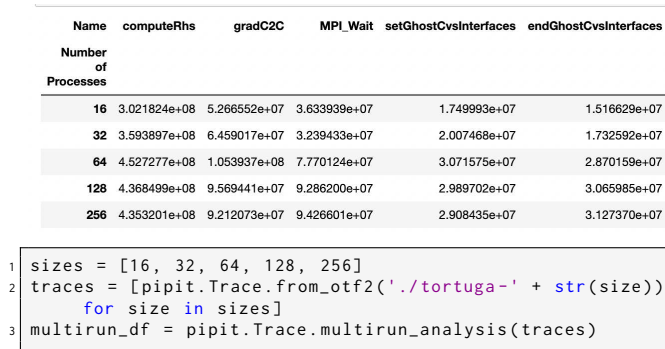 Name computeRhs gradC2C MPI_Wait setGhostCvsInterfaces endGhostCvsInterfaces
Number
of
Processes
16 3.021824e+08 5.266552e+07 3.633939e+07 1.749993e+07 1.516629e+07
32 3.593897e+08 6.459017e+07 3.239433e+07 2.007468e+07 1.732592e+07
64 4.527277e+08 1.053937e+08 7.770124e+07 3.071575e+07 2.870159e+07
128 4.368499e+08 9.569441e+07 9.286200e+07 2.989702e+07 3.065985e+07
256 4.353201e+08 9.212073e+07 9.426601e+07 2.908435e+07 3.127370e+07
1 sizes = [16, 32, 64, 128, 256]
2 traces = [pipit.Trace.from_otf2('./tortuga-' + str(size))
for size in sizes]
3 multirun_df = pipit.Trace.multirun_analysis(traces)